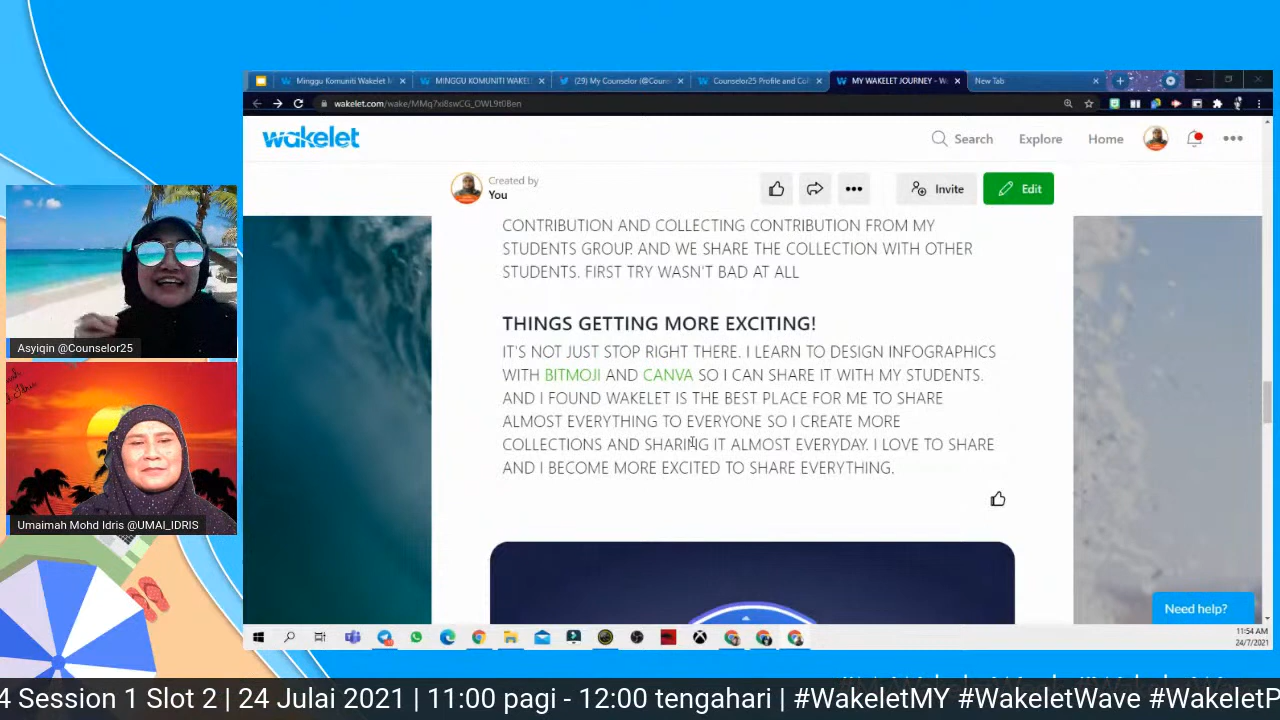 Minggu Komuniti Wakelet
MINGGU KOMUNITI WAKEL
(29) My Counselor (@Coun
Counselor25 Profile and Col
MY WAKELET JOURNEY - W
New Tab
wakelet.com/wake/MMq7xi8swCG_OWL9t0Ben
wakelet
Search
Explore
Home
Created by
You
Invite
Edit
CONTRIBUTION AND COLLECTING CONTRIBUTION FROM MY
STUDENTS GROUP. AND WE SHARE THE COLLECTION WITH OTHER
STUDENTS. FIRST TRY WASN'T BAD AT ALL
THINGS GETTING MORE EXCITING!
IT'S NOT JUST STOP RIGHT THERE. I LEARN TO DESIGN INFOGRAPHICS
WITH BITMOJI AND CANVA SO I CAN SHARE IT WITH MY STUDENTS.
AND I FOUND WAKELET IS THE BEST PLACE FOR ME TO SHARE
ALMOST EVERYTHING TO EVERYONE SO I CREATE MORE
COLLECTIONS AND SHARING IT ALMOST EVERYDAY. I LOVE TO SHARE
AND I BECOME MORE EXCITED TO SHARE EVERYTHING.
Need help?
11:54 AM
24/7/2021
Asyiqin @Counselor25
Umaimah Mohd Idris @UMAI_IDRIS
4 Session 1 Slot 2 | 24 Julai 2021 | 11:00 pagi - 12:00 tengahari | #WakeletMY #WakeletWave #WakeletP